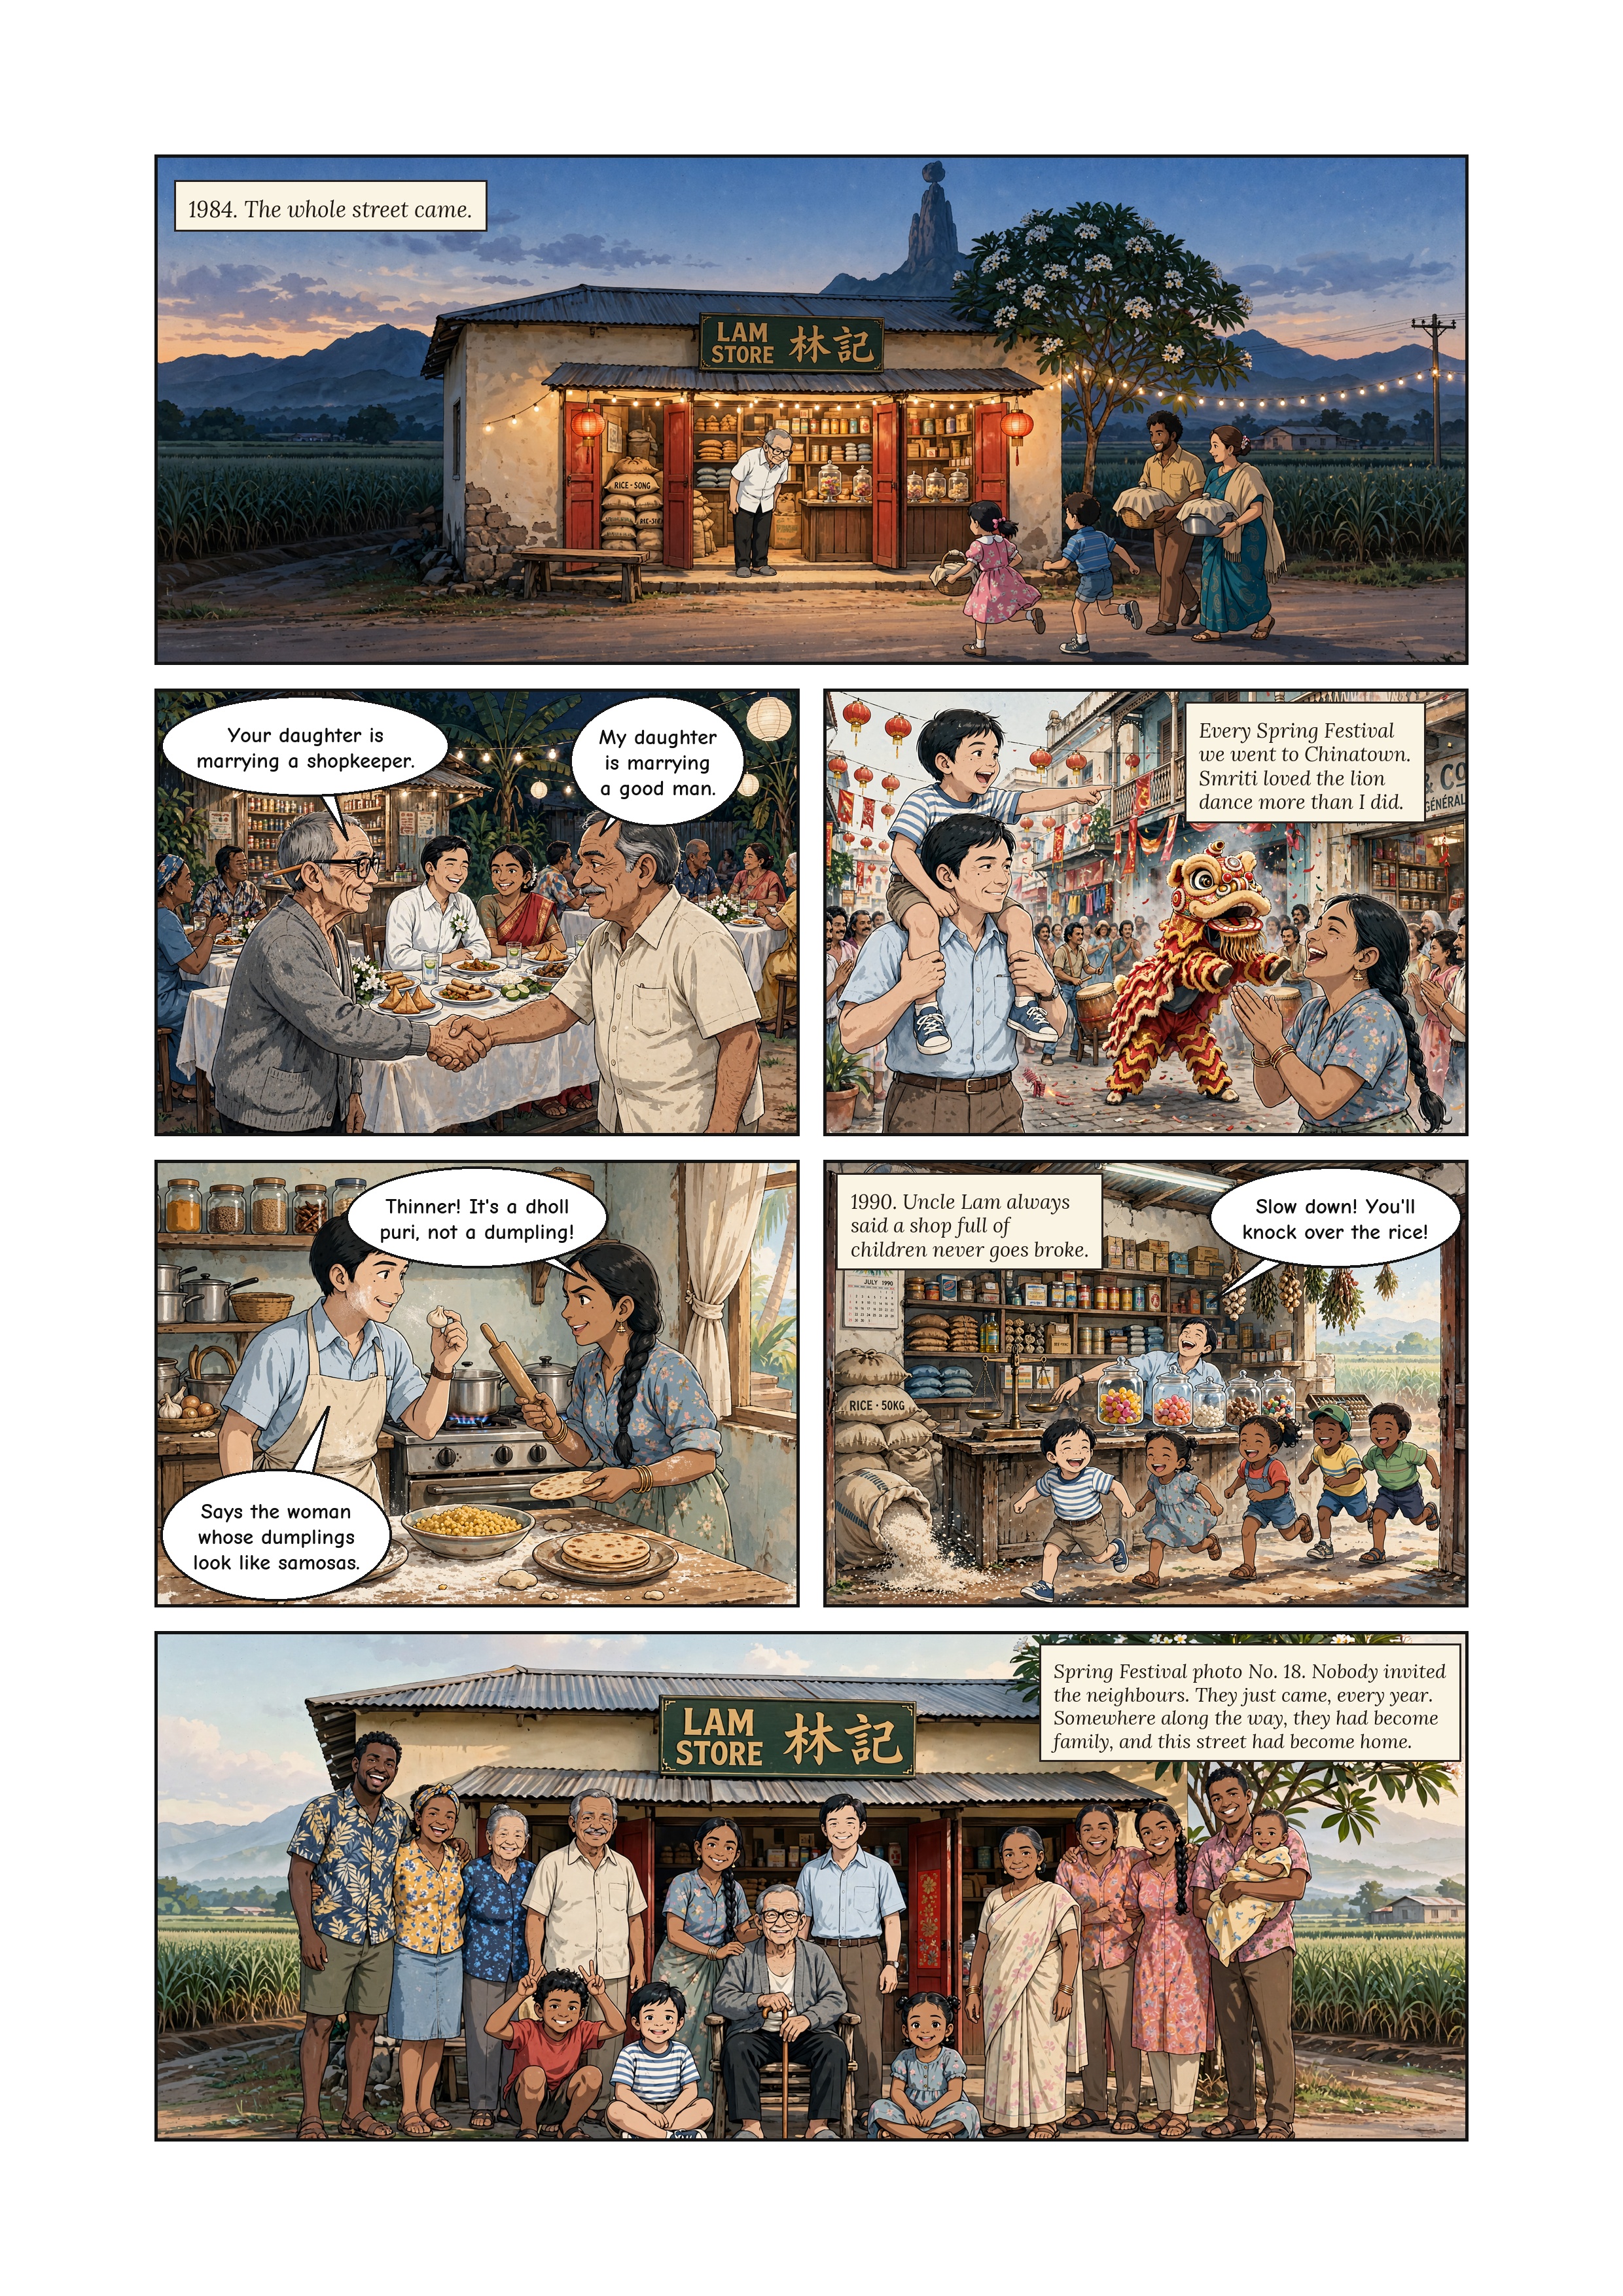 1984. The whole street came.
LAM
STORE
林記
RICE · 50NG
Your daughter is
marrying a shopkeeper.
My daughter
is marrying
a good man.
Every Spring Festival
we went to Chinatown.
Smriti loved the lion
dance more than I did.
& CO
GÉNÉRAL
Thinner! It's a dholl
puri, not a dumpling!
Says the woman
whose dumplings
look like samosas.
1990. Uncle Lam always
said a shop full of
children never goes broke.
Slow down! You'll
knock over the rice!
JULY 1990
RICE · 50KG
Spring Festival photo No. 18. Nobody invited
the neighbours. They just came, every year.
Somewhere along the way, they had become
family, and this street had become home.
LAM
STORE
林記